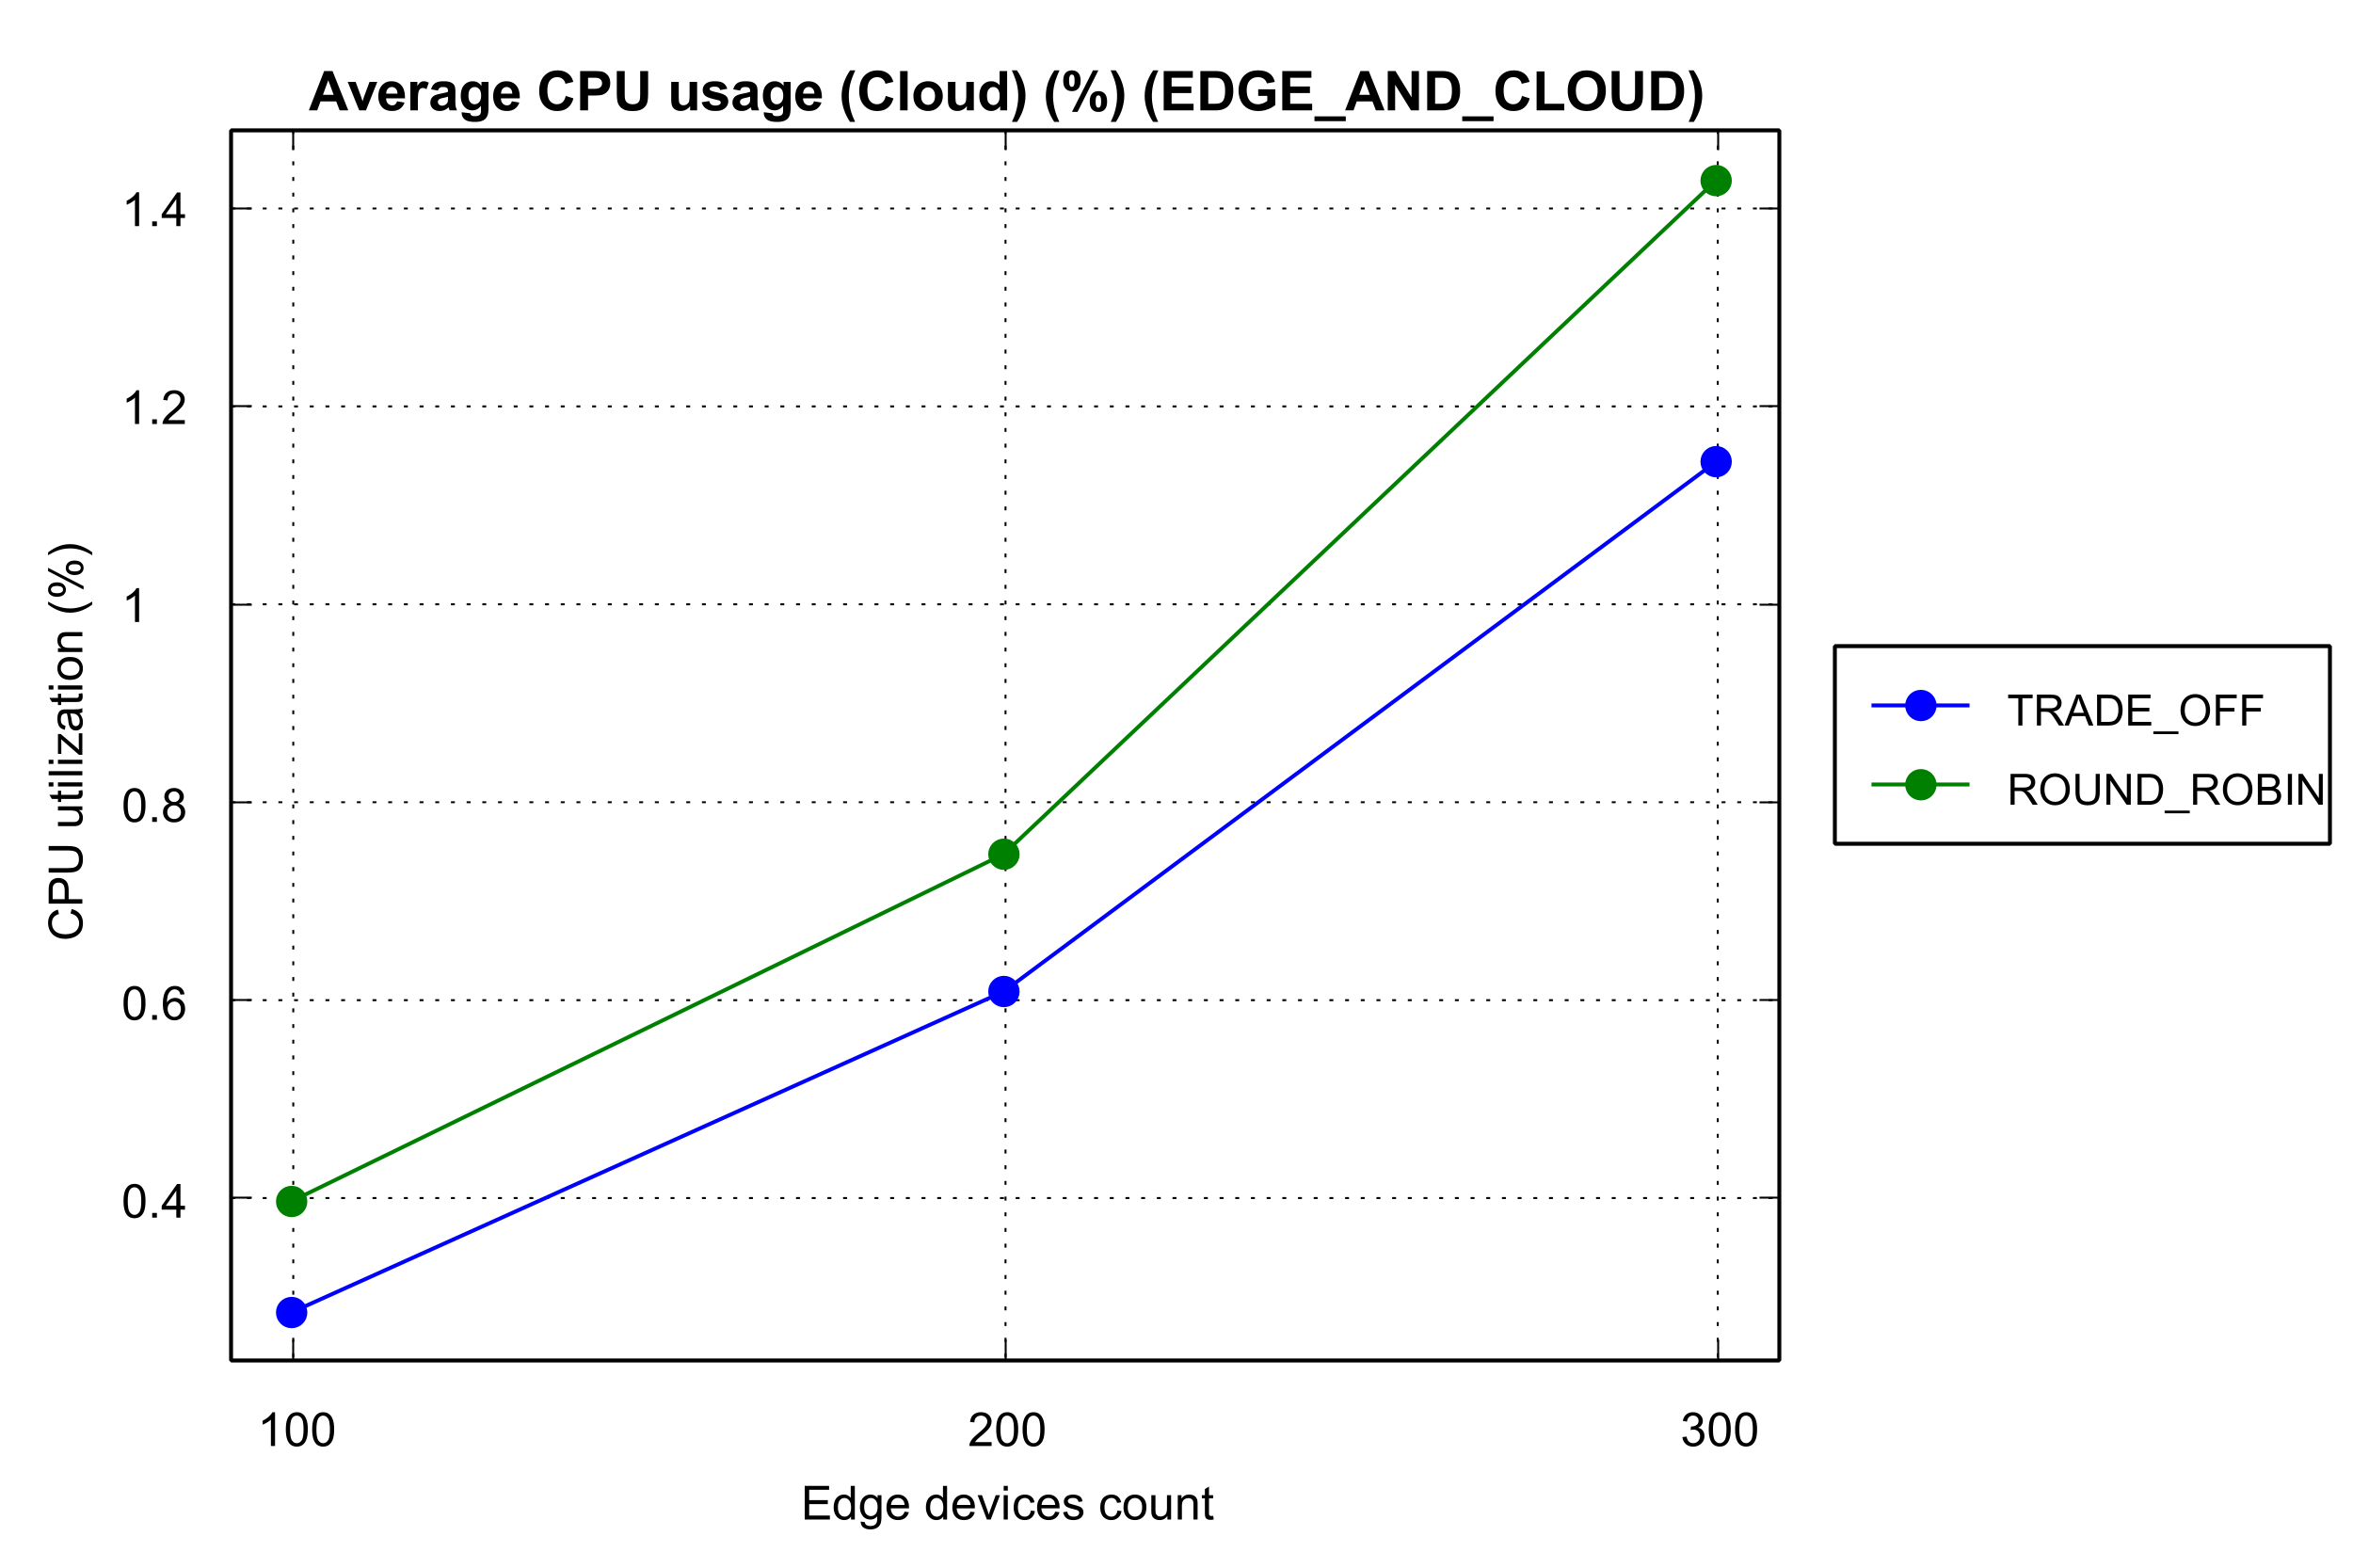 Average CPU usage (Cloud) (%) (EDGE_AND_CLOUD)
1.4
1.2
1
0.8
0.6
0.4
CPU utilization (%)
100 200 300
Edge devices count
TRADE_OFF
ROUND_ROBIN